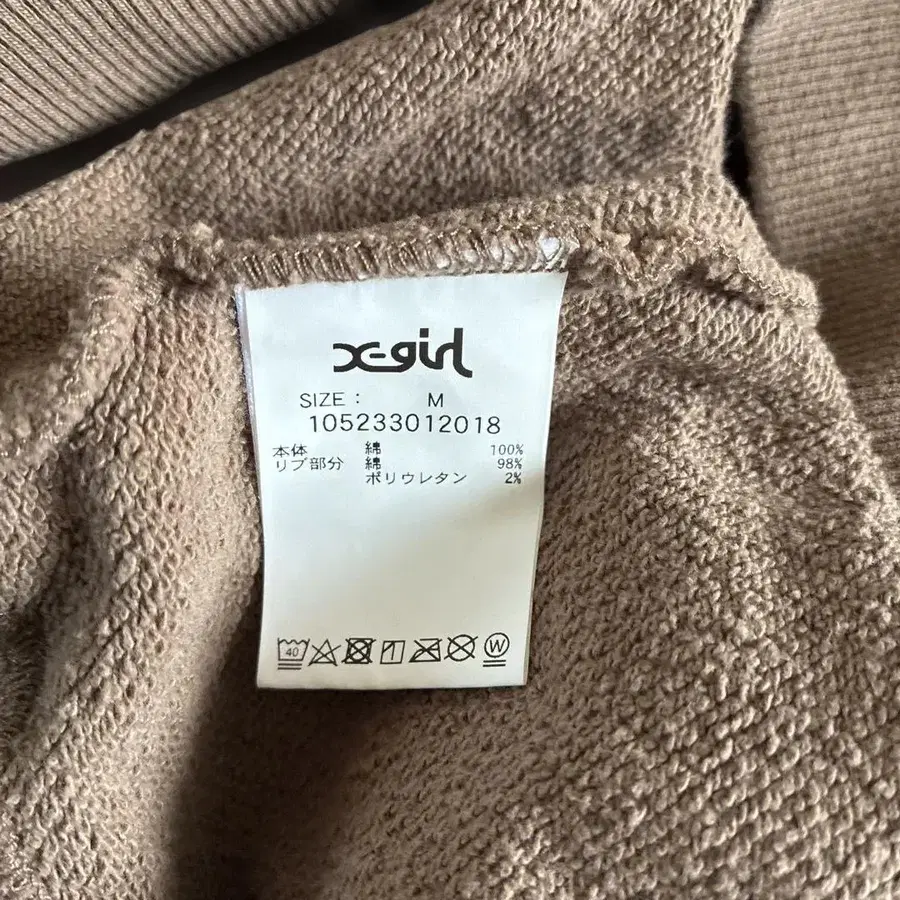 X-girl
SIZE : M
105233012018
本体 綿 100%
リブ部分 綿 98%
ポリウレタン 2%
40 W